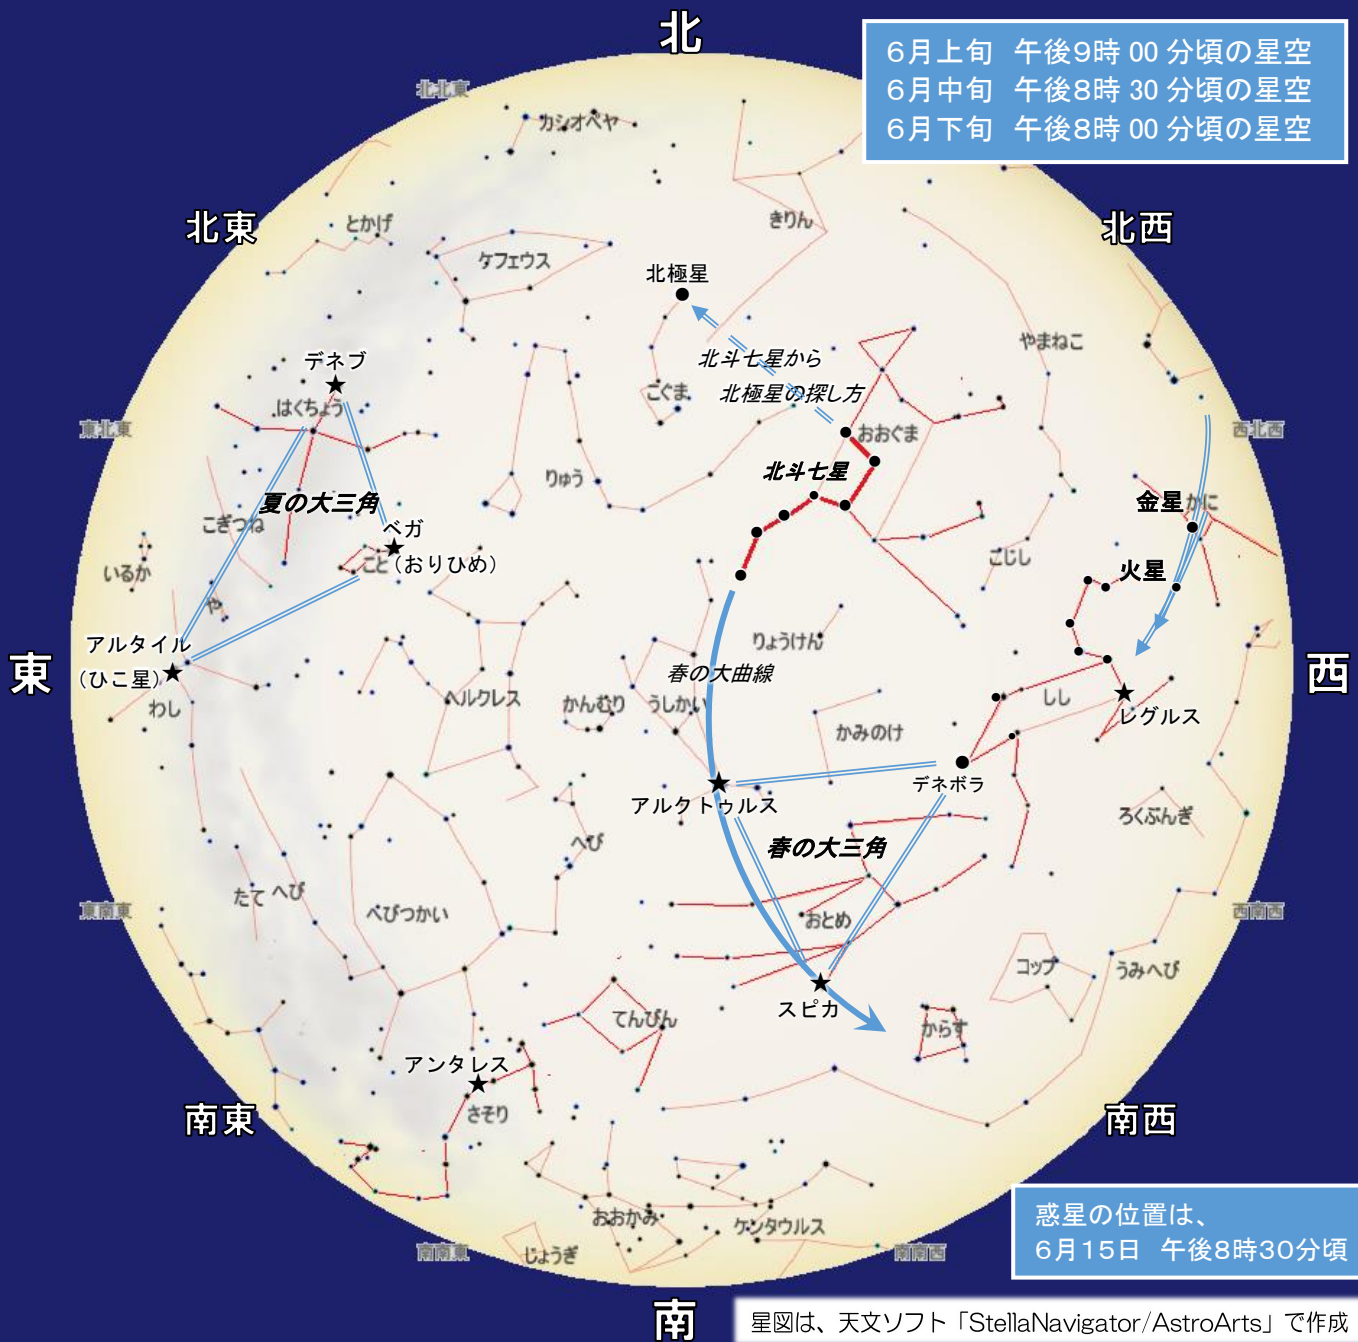 北
6月上旬 午後9時 00 分頃の星空
6月中旬 午後8時 30 分頃の星空
6月下旬 午後8時 00 分頃の星空
北北東
カシオペヤ
北東
とかげ
きりん
北西
ケフェウス
北極星
やまねこ
北斗七星から
北極星の探し方
デネブ
はくちょう
こぐま
東北東
おおぐま
西北西
りゅう
北斗七星
夏の大三角
金星
かに
こぎつね
ベガ
(おりひめ)
こと
こじし
火星
いるか
や
アルタイル
(ひこ星)
りょうけん
東
西
春の大曲線
わし
ヘルクレス
かんむり
うしかい
しし
レグルス
かみのけ
デネボラ
アルクトゥルス
ろくぶんぎ
へび
春の大三角
たて
へび
へびつかい
東南東
おとめ
西南西
コップ
うみへび
スピカ
てんびん
からす
アンタレス
さそり
南東
南西
おおかみ
ケンタウルス
南南東
じょうぎ
南南西
惑星の位置は、
6月15日 午後8時30分頃
南
星図は、天文ソフト「StellaNavigator/AstroArts」で作成